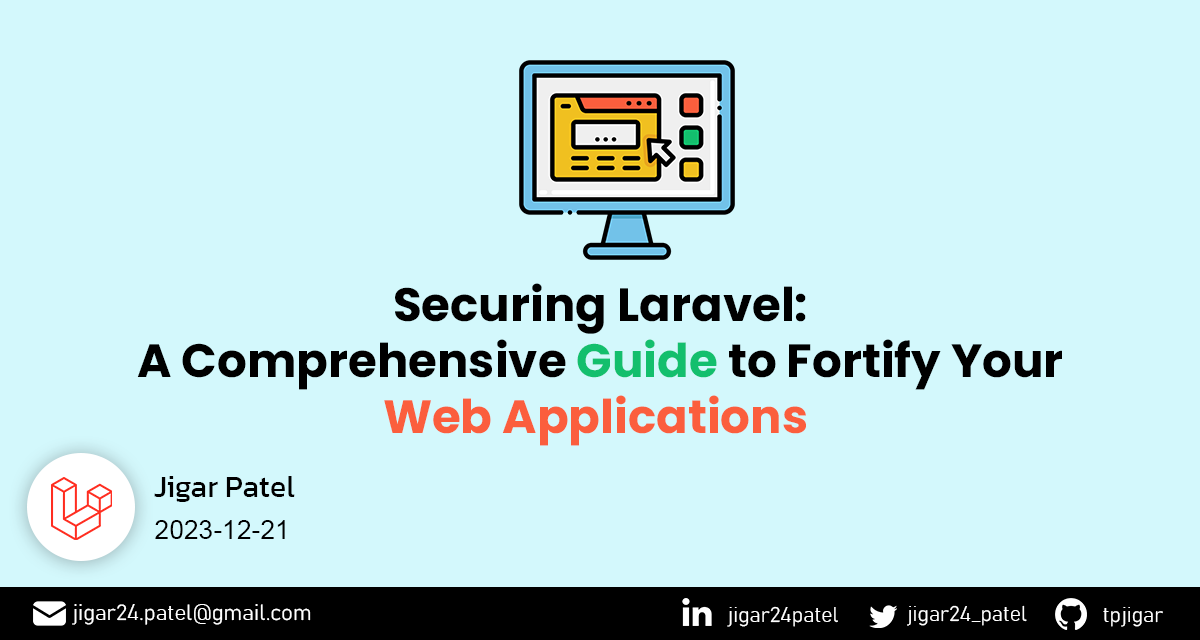 Securing Laravel:
A Comprehensive Guide to Fortify Your
Web Applications
Jigar Patel
2023-12-21
jigar24.patel@gmail.com
in jigar24patel
jigar24_patel
tpjigar